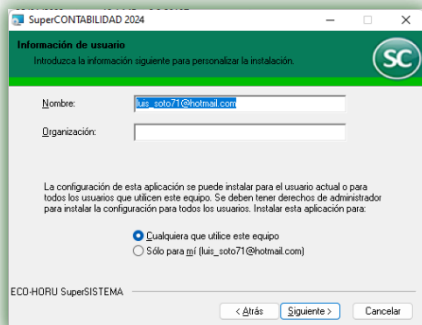 SuperCONTABILIDAD 2024
Información de usuario
Introduzca la información siguiente para personalizar la instalación.
SC
Nombre:
luis_soto71@hotmail.com
Organización:
La configuración de esta aplicación se puede instalar para el usuario actual o para
todos los usuarios que utilicen este equipo. Se deben tener derechos de administrador
para instalar la configuración para todos los usuarios. Instalar esta aplicación para:
Cualquiera que utilice este equipo
Sólo para mí (luis_soto71@hotmail.com)
ECO-HORU SuperSISTEMA
< Atrás
Siguiente >
Cancelar